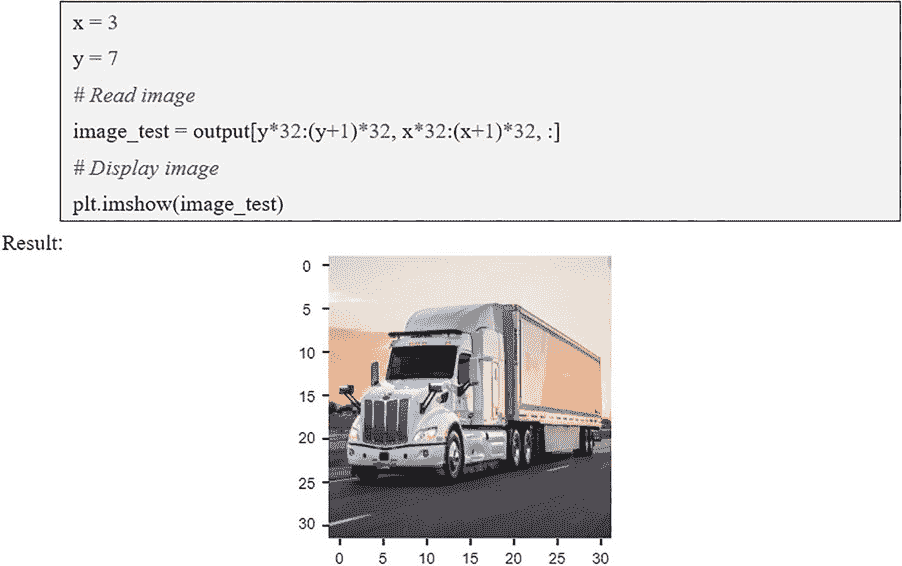 x = 3
y = 7
# Read image
image_test = output[y*32:(y+1)*32, x*32:(x+1)*32, :]
# Display image
plt.imshow(image_test)
Result:
0
5
10
15
20
25
30
0 5 10 15 20 25 30